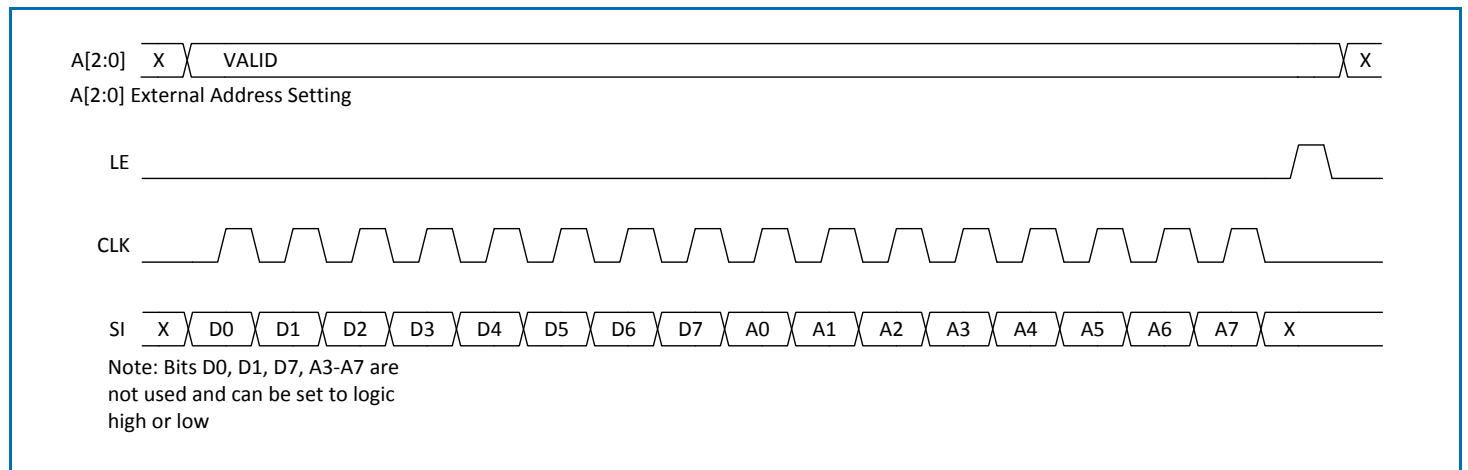 A[2:0] X VALID X
A[2:0] External Address Setting
LE
CLK
SI X D0 D1 D2 D3 D4 D5 D6 D7 A0 A1 A2 A3 A4 A5 A6 A7 X
Note: Bits D0, D1, D7, A3-A7 are
not used and can be set to logic
high or low